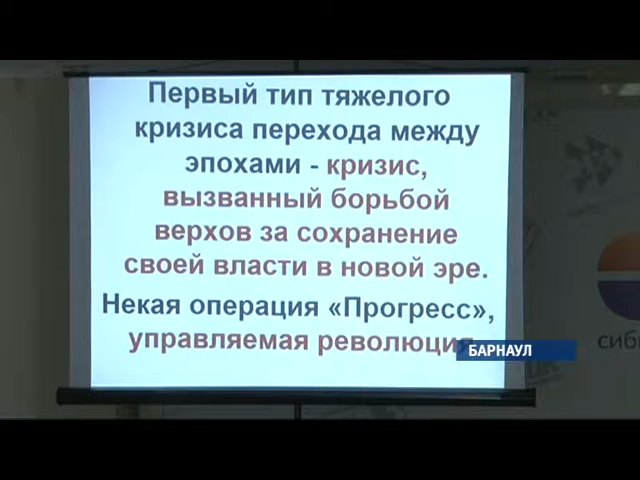 Первый тип тяжелого
кризиса перехода между
эпохами - кризис,
вызванный борьбой
верхов за сохранение
своей власти в новой эре.
Некая операция «Прогресс»,
управляемая революция
БАРНАУЛ